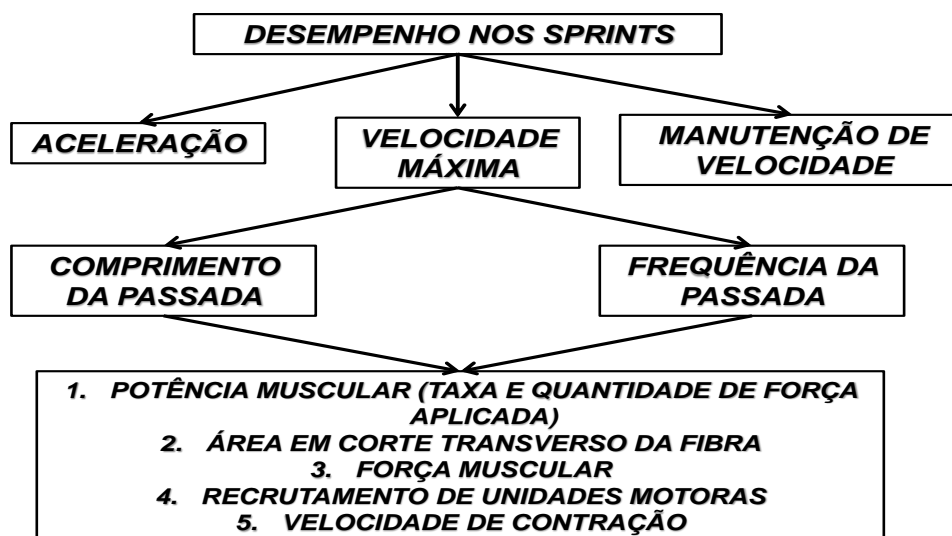 DESEMPENHO NOS SPRINTS
ACELERAÇÃO
VELOCIDADE
MÁXIMA
MANUTENÇÃO DE
VELOCIDADE
COMPRIMENTO
DA PASSADA
FREQUÊNCIA DA
PASSADA
1. POTÊNCIA MUSCULAR (TAXA E QUANTIDADE DE FORÇA
APLICADA)
2. ÁREA EM CORTE TRANSVERSO DA FIBRA
3. FORÇA MUSCULAR
4. RECRUTAMENTO DE UNIDADES MOTORAS
5. VELOCIDADE DE CONTRAÇÃO